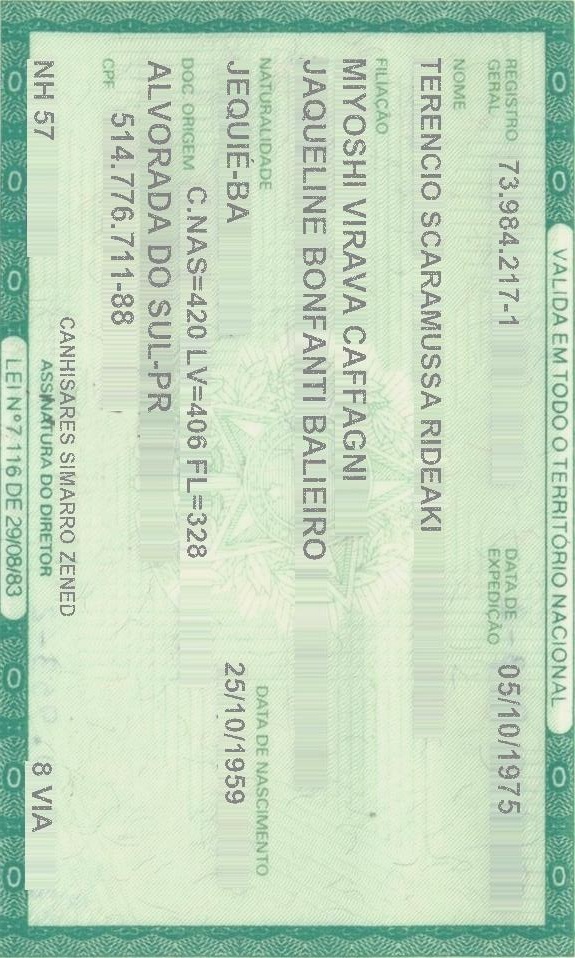 VALIDA EM TODO O TERRITÓRIO NACIONAL
REGISTRO GERAL 73.984.217-1 DATA DE EXPEDIÇÃO 05/10/1975
NOME
TERENCIO SCARAMUSSA RIDEAKI
FILIAÇÃO
MIYOSHI VIRAVA CAFFAGNI
JAQUELINE BONFANTI BALIEIRO
NATURALIDADE DATA DE NASCIMENTO
JEQUIÉ-BA 25/10/1959
DOC. ORIGEM C.NAS=420 LV=406 FL=328
ALVORADA DO SUL-PR
CPF 514.776.711-88
CANHISARES SIMARRO ZENED
NH 57 ASSINATURA DO DIRETOR 8 VIA
LEI Nº 7.116 DE 29/08/83